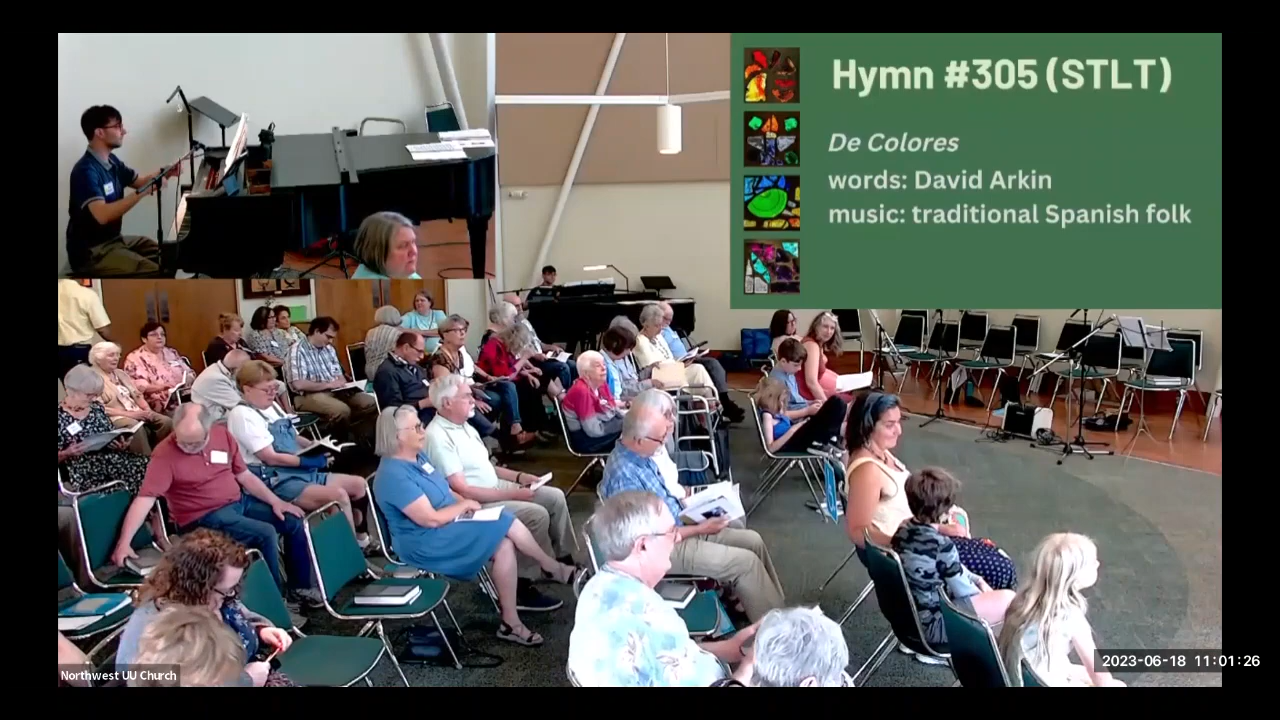 Hymn #305 (STLT)
De Colores
words: David Arkin
music: traditional Spanish folk
Northwest UU Church
2023-06-18 11:01:26